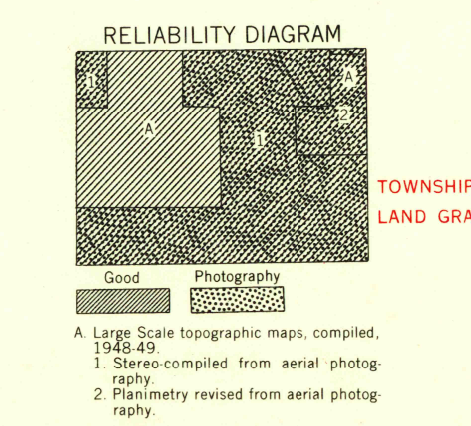 RELIABILITY DIAGRAM
1
A
A
1
2
TOWNSHIP
LAND GRA
Good Photography
A. Large Scale topographic maps, compiled,
1948-49.
1. Stereo-compiled from aerial photog-
raphy.
2. Planimetry revised from aerial photog-
raphy.